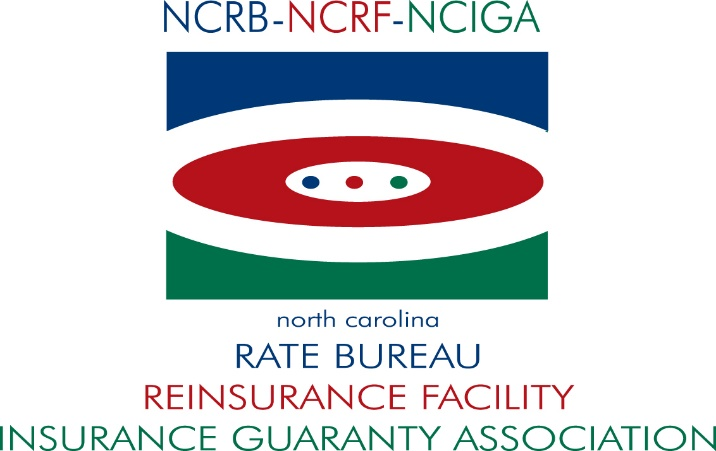 NCRB-NCRF-NCIGA
north carolina
RATE BUREAU
REINSURANCE FACILITY
INSURANCE GUARANTY ASSOCIATION